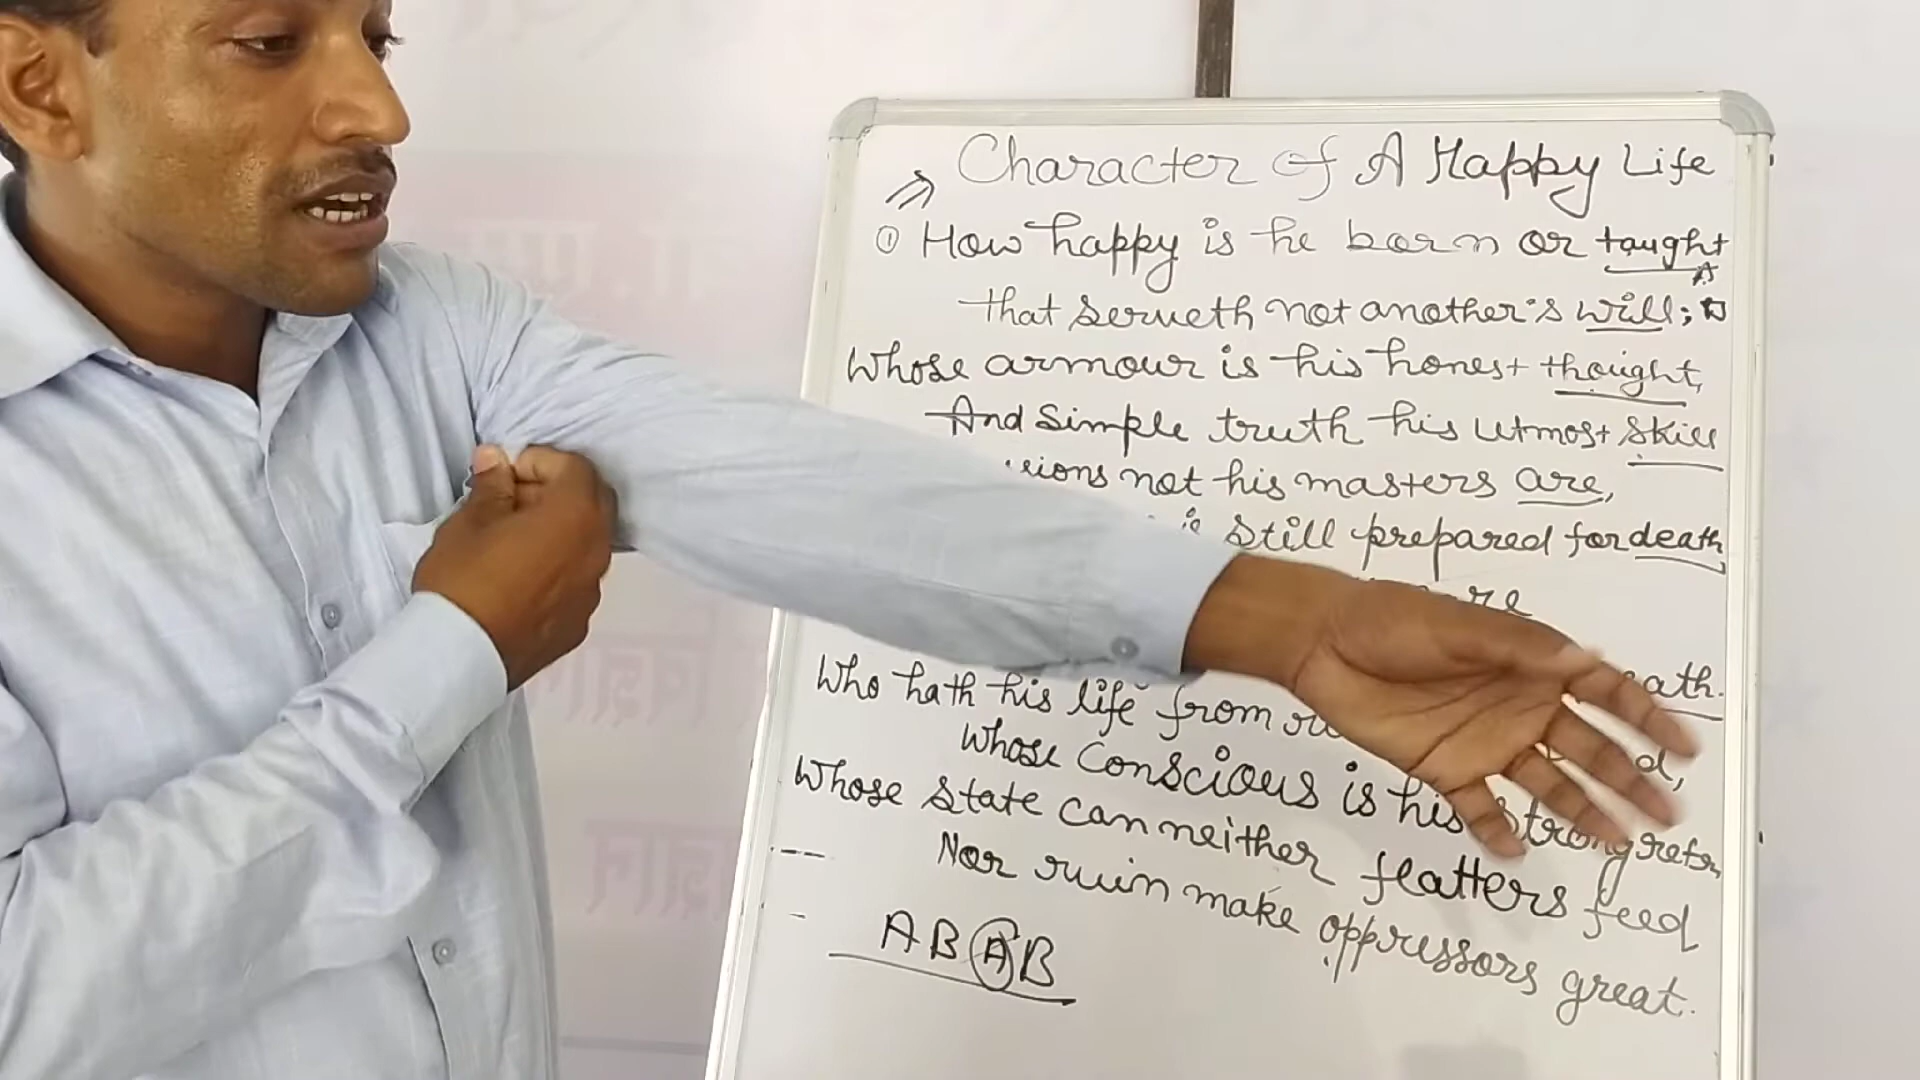 Character of A Happy Life
① How happy is he born or taught
A
that serveth not another's will; B
Whose armour is his honest thought,
And Simple truth his utmost skill
not his masters are,
still prepared for death,
Who hath his life from
Whose Conscious is his strong
Whose state can neither flatters feed
Nor ruin make oppressors great.
A B A B